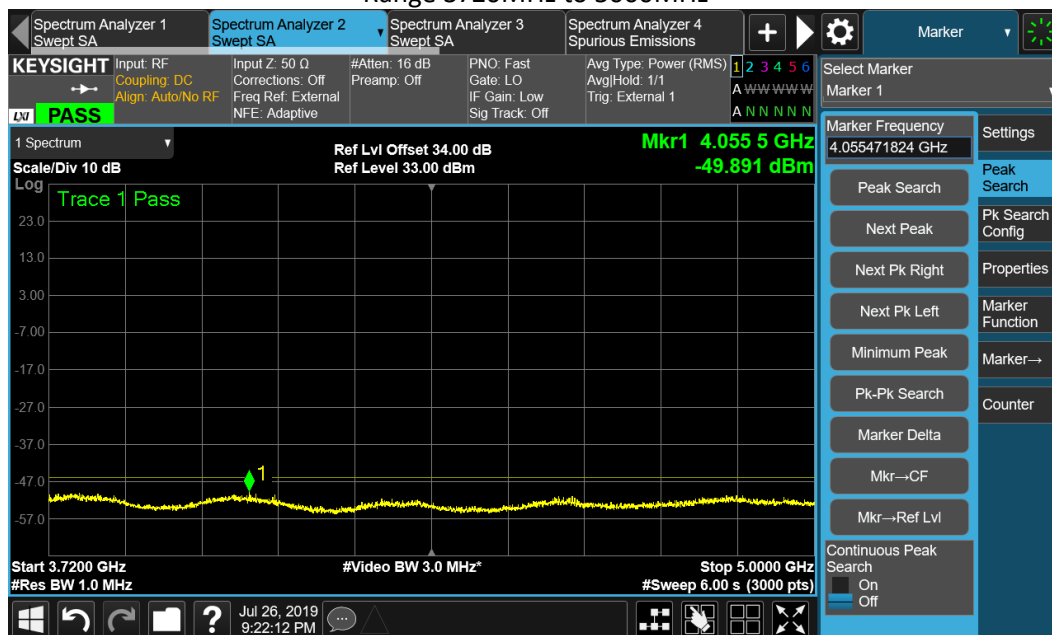 Range 3720MHz to 5000MHz
Spectrum Analyzer 1
Swept SA
Spectrum Analyzer 2
Swept SA
Spectrum Analyzer 3
Swept SA
Spectrum Analyzer 4
Spurious Emissions
+
Marker
KEYSIGHT
LXI
PASS
Input: RF
Coupling: DC
Align: Auto/No RF
Input Z: 50 Ω
Corrections: Off
Freq Ref: External
NFE: Adaptive
#Atten: 16 dB
Preamp: Off
PNO: Fast
Gate: LO
IF Gain: Low
Sig Track: Off
Avg Type: Power (RMS)
Avg|Hold: 1/1
Trig: External 1
1 2 3 4 5 6
A W W W W W
A N N N N N
Select Marker
Marker 1
1 Spectrum
Scale/Div 10 dB
Log
Ref Lvl Offset 34.00 dB
Ref Level 33.00 dBm
Mkr1 4.055 5 GHz
-49.891 dBm
Trace 1 Pass
23.0
13.0
3.00
-7.00
-17.0
-27.0
-37.0
-47.0
-57.0
1
Start 3.7200 GHz
#Res BW 1.0 MHz
#Video BW 3.0 MHz*
Stop 5.0000 GHz
#Sweep 6.00 s (3000 pts)
Marker Frequency
4.055471824 GHz
Peak Search
Next Peak
Next Pk Right
Next Pk Left
Minimum Peak
Pk-Pk Search
Marker Delta
Mkr→CF
Mkr→Ref Lvl
Continuous Peak
Search
On
Off
Settings
Peak
Search
Pk Search
Config
Properties
Marker
Function
Marker→
Counter
?
Jul 26, 2019
9:22:12 PM